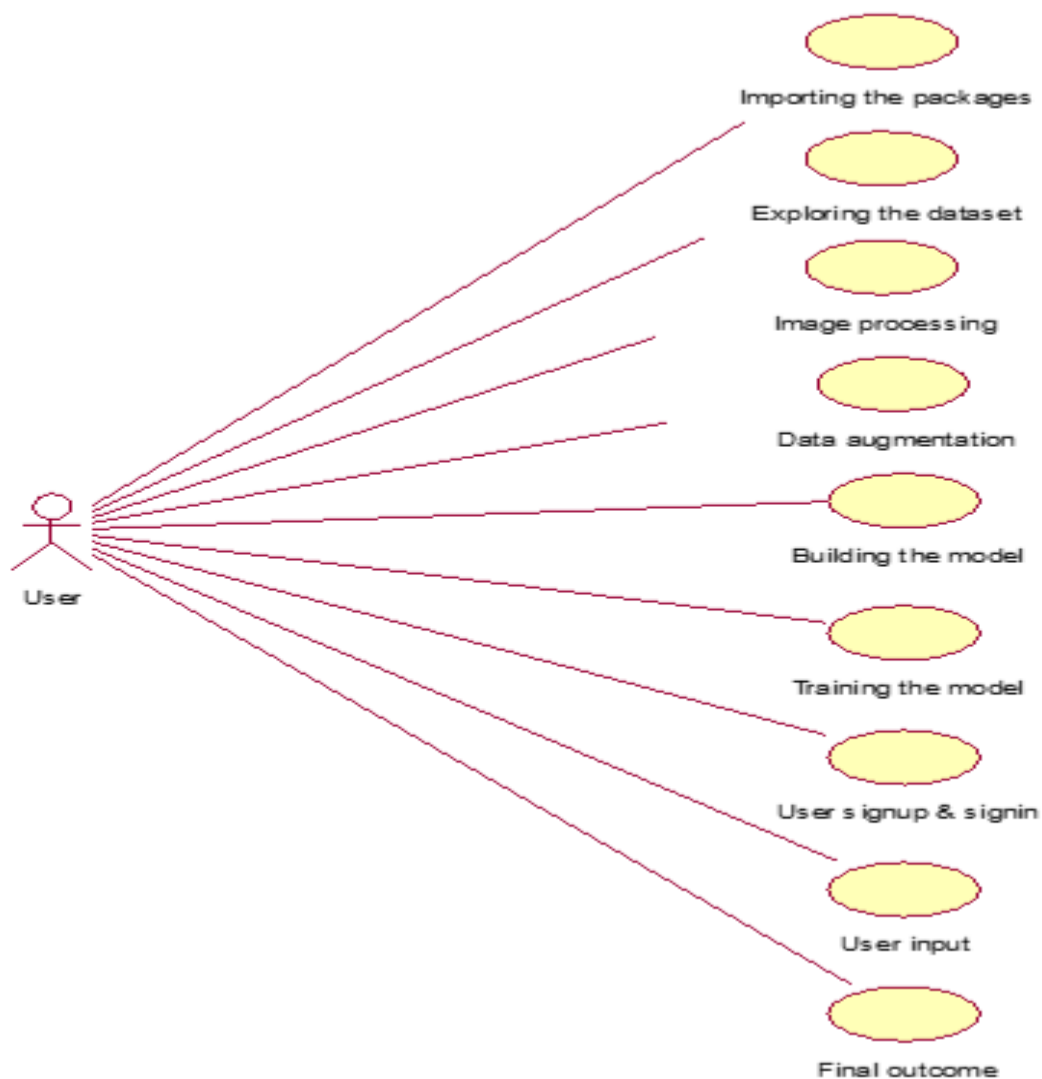 Importing the packages
Exploring the dataset
Image processing
Data augmentation
Building the model
User
Training the model
User signup & signin
User input
Final outcome